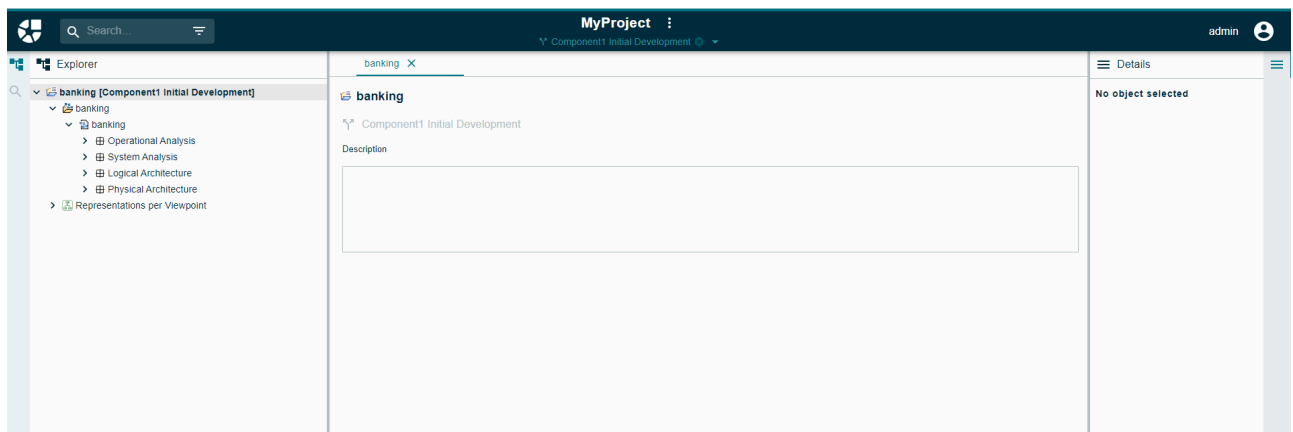 MyProject
Search...
Component1 Initial Development
admin
Explorer
banking [Component1 Initial Development]
banking
banking
Operational Analysis
System Analysis
Logical Architecture
Physical Architecture
Representations per Viewpoint
banking
banking
Component1 Initial Development
Description
Details
No object selected